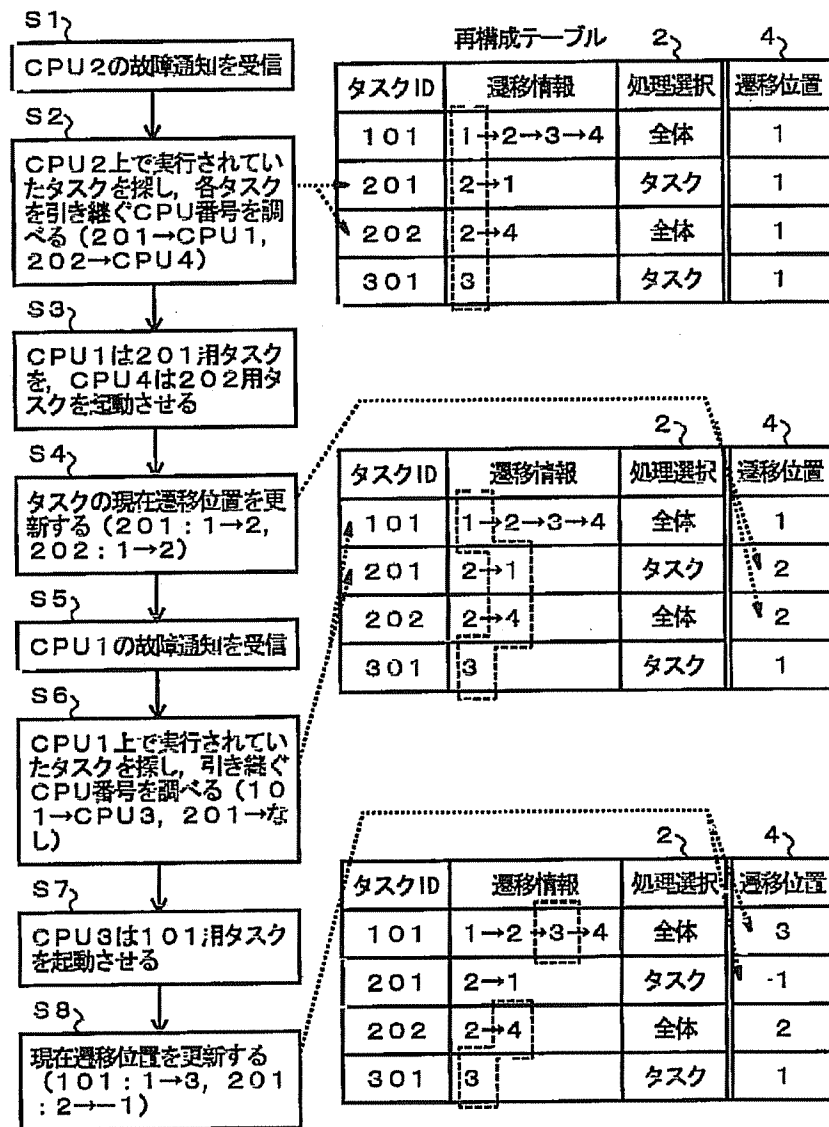 S1
CPU2の故障通知を受信
S2
CPU2上で実行されてい
たタスクを探し,各タスク
を引き継ぐCPU番号を調
べる(201→CPU1,
202→CPU4)
S3
CPU1は201用タスク
を,CPU4は202用タ
スクを起動させる
S4
タスクの現在遷移位置を更
新する(201:1→2,
202:1→2)
S5
CPU1の故障通知を受信
S6
CPU1上で実行されてい
たタスクを探し,引き継ぐ
CPU番号を調べる(10
1→CPU3,201→な
し)
S7
CPU3は101用タスク
を起動させる
S8
現在遷移位置を更新する
(101:1→3,201
:2→-1)
再構成テーブル 2 4
タスクID 遷移情報 処理選択 遷移位置
101 1→2→3→4 全体 1
201 2→1 タスク 1
202 2→4 全体 1
301 3 タスク 1
2 4
タスクID 遷移情報 処理選択 遷移位置
101 1→2→3→4 全体 1
201 2→1 タスク 2
202 2→4 全体 2
301 3 タスク 1
2 4
タスクID 遷移情報 処理選択 遷移位置
101 1→2→3→4 全体 3
201 2→1 タスク -1
202 2→4 全体 2
301 3 タスク 1